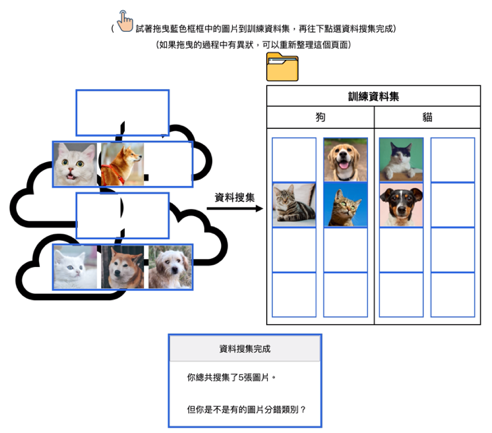 ( 試著拖曳藍色框框中的圖片到訓練資料集，再往下點選資料搜集完成)
(如果拖曳的過程中有異狀，可以重新整理這個頁面)
訓練資料集
狗 貓
資料搜集
資料搜集完成
你總共搜集了5張圖片。
但你是不是有的圖片分錯類別？